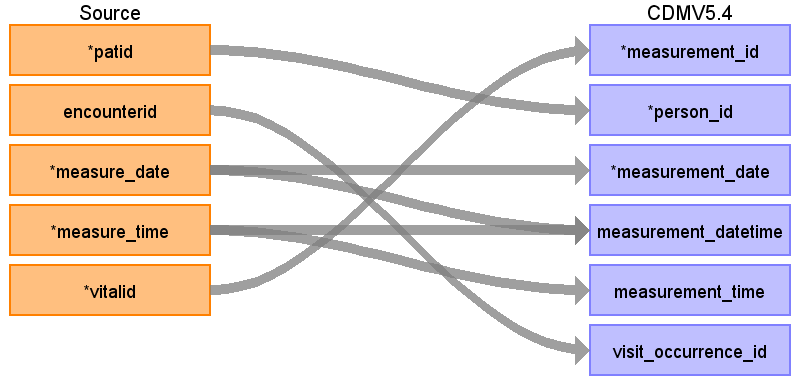 Source
CDMV5.4
*patid
*measurement_id
encounterid
*person_id
*measure_date
*measurement_date
*measure_time
measurement_datetime
*vitalid
measurement_time
visit_occurrence_id